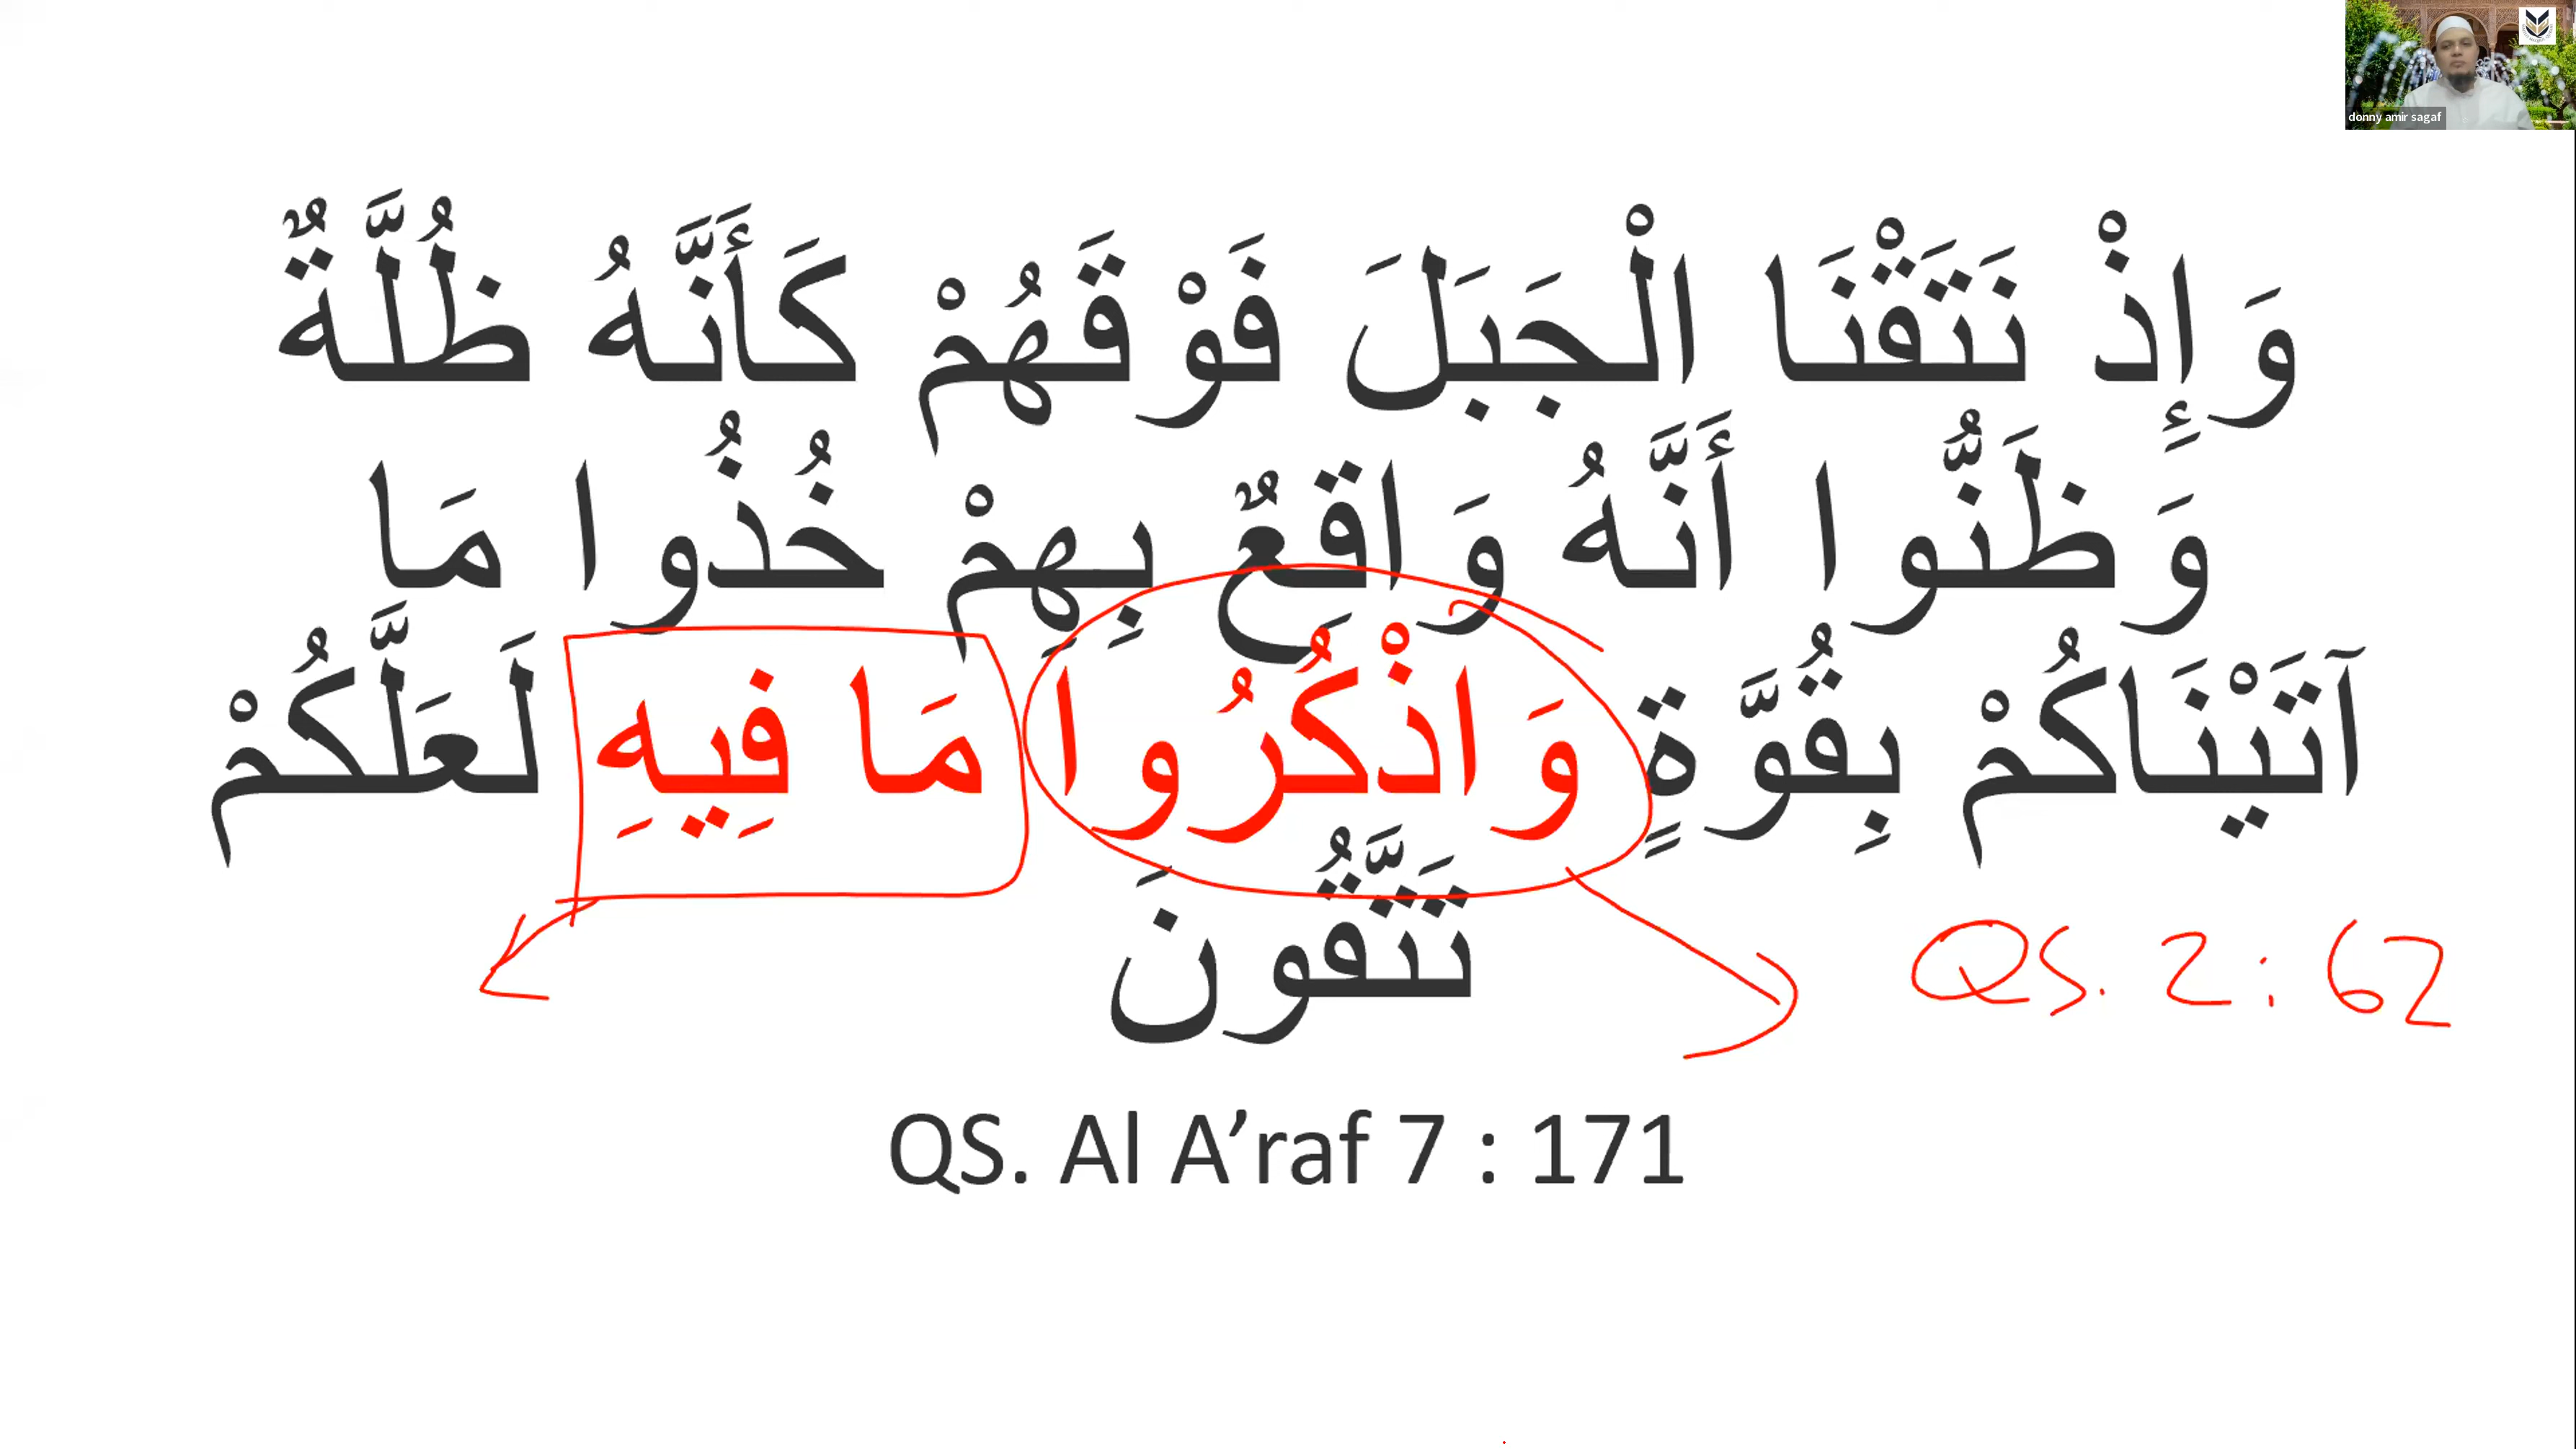 donny amir sagaf
وَإِذْ نَتَقْنَا الْجَبَلَ فَوْقَهُمْ كَأَنَّهُ ظُلَّةٌ
وَظَنُّوا أَنَّهُ وَاقِعٌ بِهِمْ خُذُوا مَا
آتَيْنَاكُمْ بِقُوَّةٍ وَاذْكُرُوا مَا فِيهِ لَعَلَّكُمْ
تَتَّقُونَ
QS. 2 : 62
QS. Al A’raf 7 : 171